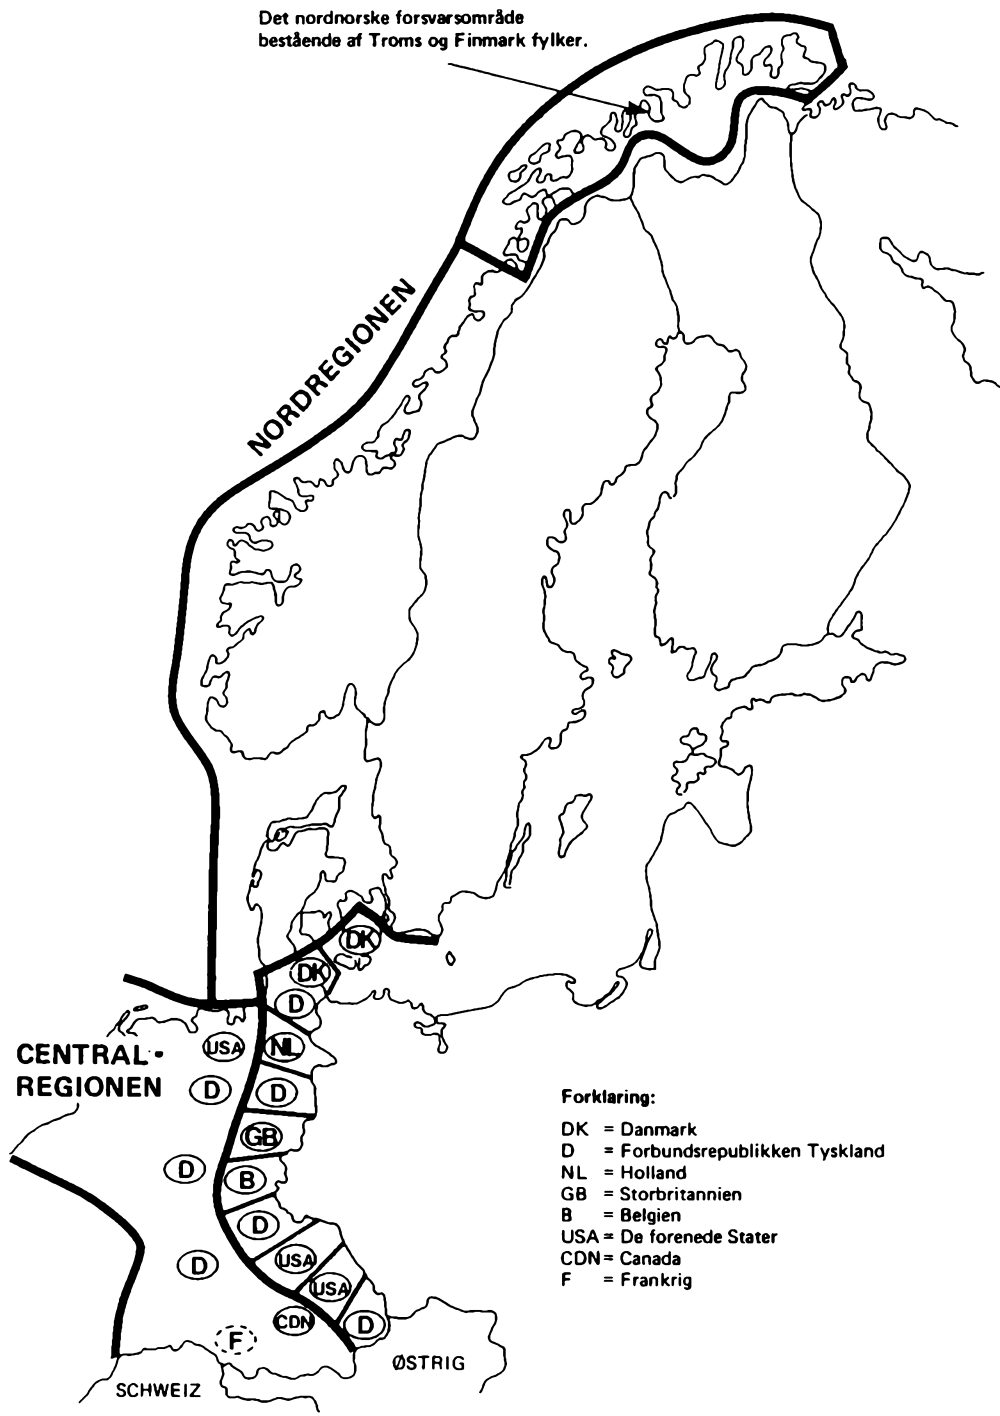 Det nordnorske forsvarsområde
bestående af Troms og Finmark fylker.
NORDREGIONEN
DK
DK
D
USA
NL
CENTRAL-
REGIONEN
D
D
GB
D
B
D
D
USA
USA
CDN
D
F
ØSTRIG
SCHWEIZ
Forklaring:
DK = Danmark
D = Forbundsrepublikken Tyskland
NL = Holland
GB = Storbritannien
B = Belgien
USA = De forenede Stater
CDN = Canada
F = Frankrig